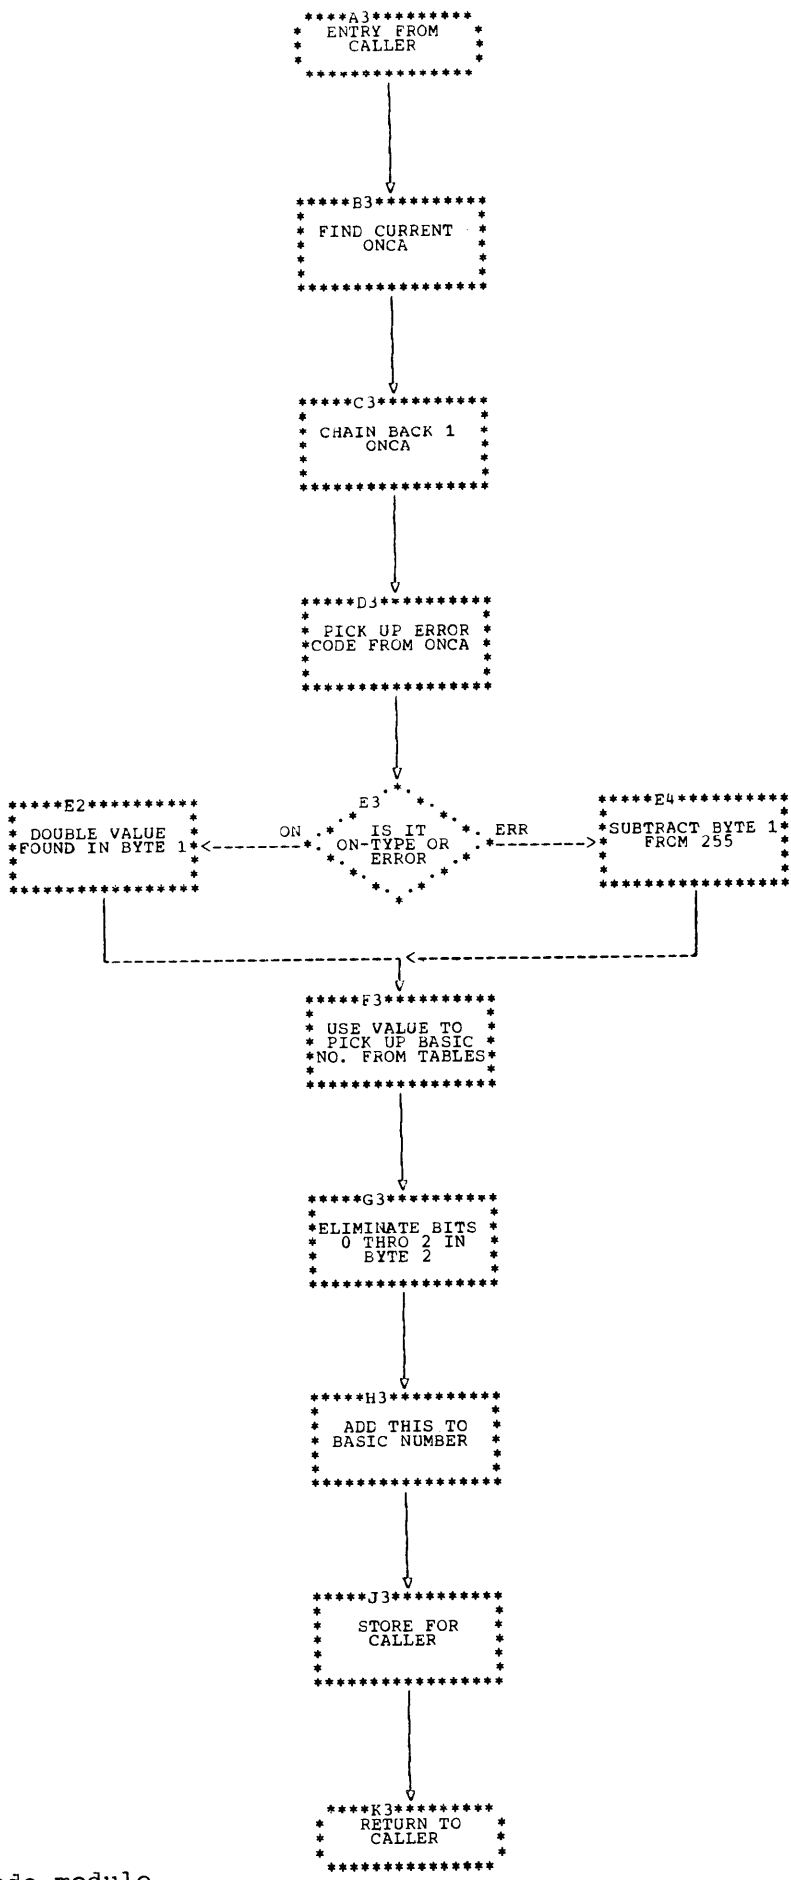 ****A3*********
ENTRY FROM
CALLER
*****B3**********
FIND CURRENT
ONCA
*****C3**********
CHAIN BACK 1
ONCA
*****D3**********
PICK UP ERROR
CODE FROM ONCA
E3
IS IT
ON-TYPE OR
ERROR
ON
ERR
*****E2**********
DOUBLE VALUE
FOUND IN BYTE 1
*****E4**********
SUBTRACT BYTE 1
FROM 255
*****F3**********
USE VALUE TO
PICK UP BASIC
NO. FROM TABLES
*****G3**********
ELIMINATE BITS
0 THRO 2 IN
BYTE 2
*****H3**********
ADD THIS TO
BASIC NUMBER
*****J3**********
STORE FOR
CALLER
****K3*********
RETURN TO
CALLER
module